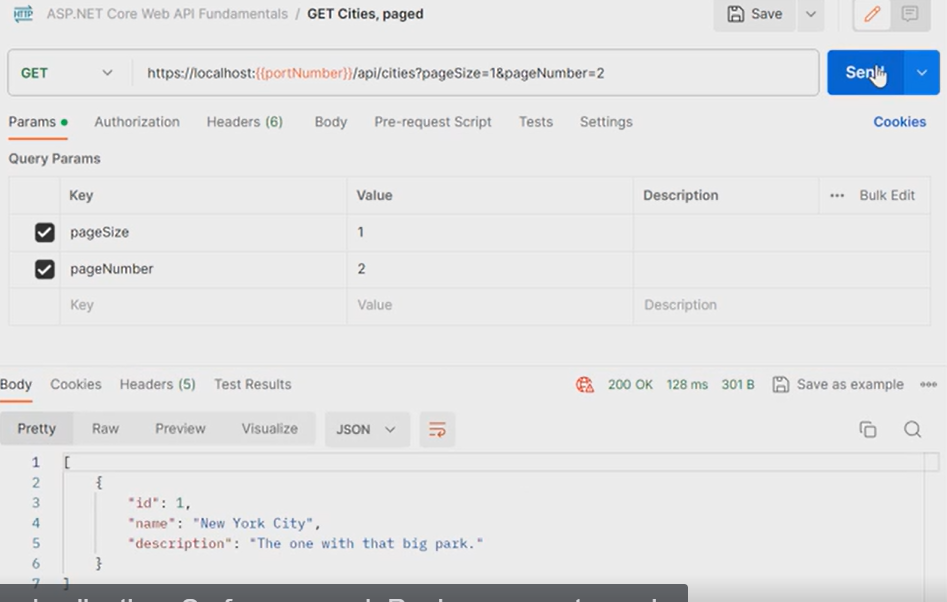 HTTP ASP.NET Core Web API Fundamentals / GET Cities, paged Save
GET https://localhost:{{portNumber}}/api/cities?pageSize=1&pageNumber=2 Send
Params Authorization Headers (6) Body Pre-request Script Tests Settings Cookies
Query Params
Key Value Description ••• Bulk Edit
pageSize 1
pageNumber 2
Key Value Description
Body Cookies Headers (5) Test Results 200 OK 128 ms 301 B Save as example
Pretty Raw Preview Visualize JSON
1 [
2 {
3 "id": 1,
4 "name": "New York City",
5 "description": "The one with that big park."
6 }
7 ]